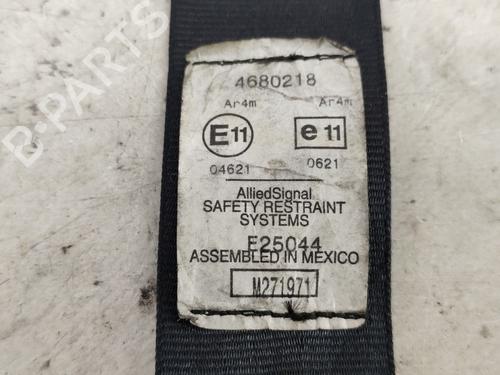 4680218
Ar4m Ar4m
E11 e11
04621 0621
AlliedSignal
SAFETY RESTRAINT
SYSTEMS
E25044
ASSEMBLED IN MEXICO
M271971
B-PARTS